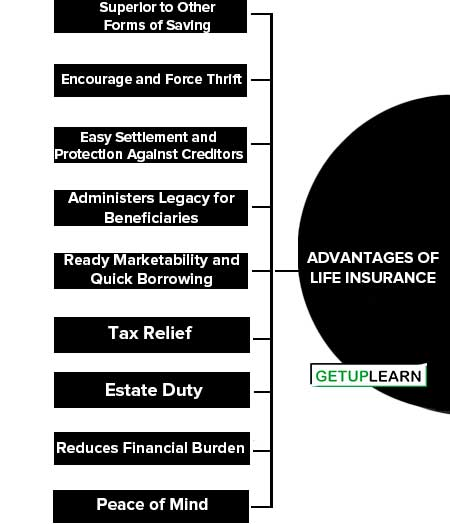 Superior to Other
Forms of Saving
Encourage and Force Thrift
Easy Settlement and
Protection Against Creditors
Administers Legacy for
Beneficiaries
Ready Marketability and
Quick Borrowing
Tax Relief
Estate Duty
Reduces Financial Burden
Peace of Mind
ADVANTAGES OF
LIFE INSURANCE
GETUPLEARN